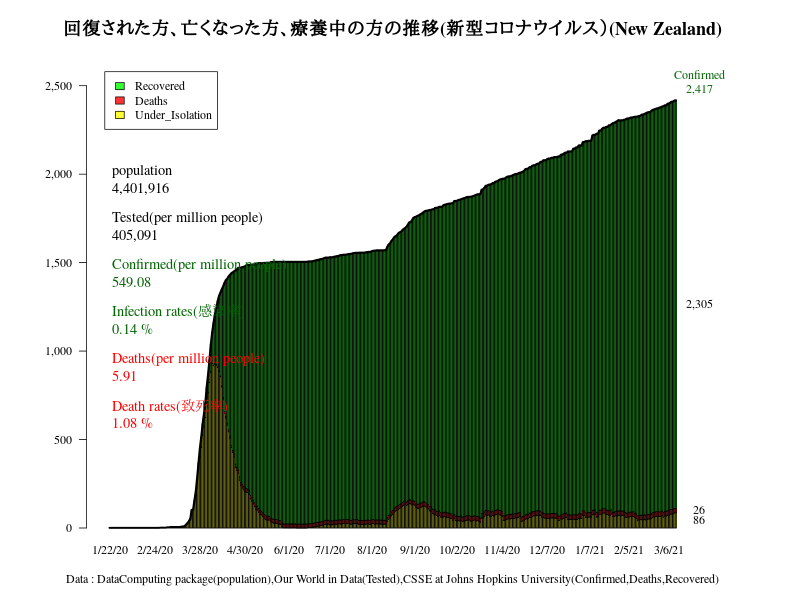 回復された方、亡くなった方、療養中の方の推移(新型コロナウイルス）(New Zealand)
Confirmed
2,417
2,500
2,000
1,500
1,000
500
0
Recovered
Deaths
Under_Isolation
population
4,401,916
Tested(per million people)
405,091
Confirmed(per million people)
549.08
Infection rates(感染率)
0.14 %
Deaths(per million people)
5.91
Death rates(致死率)
1.08 %
2,305
26
86
1/22/20 2/24/20 3/28/20 4/30/20 6/1/20 7/1/20 8/1/20 9/1/20 10/2/20 11/4/20 12/7/20 1/7/21 2/5/21 3/6/21
Data : DataComputing package(population),Our World in Data(Tested),CSSE at Johns Hopkins University(Confirmed,Deaths,Recovered)